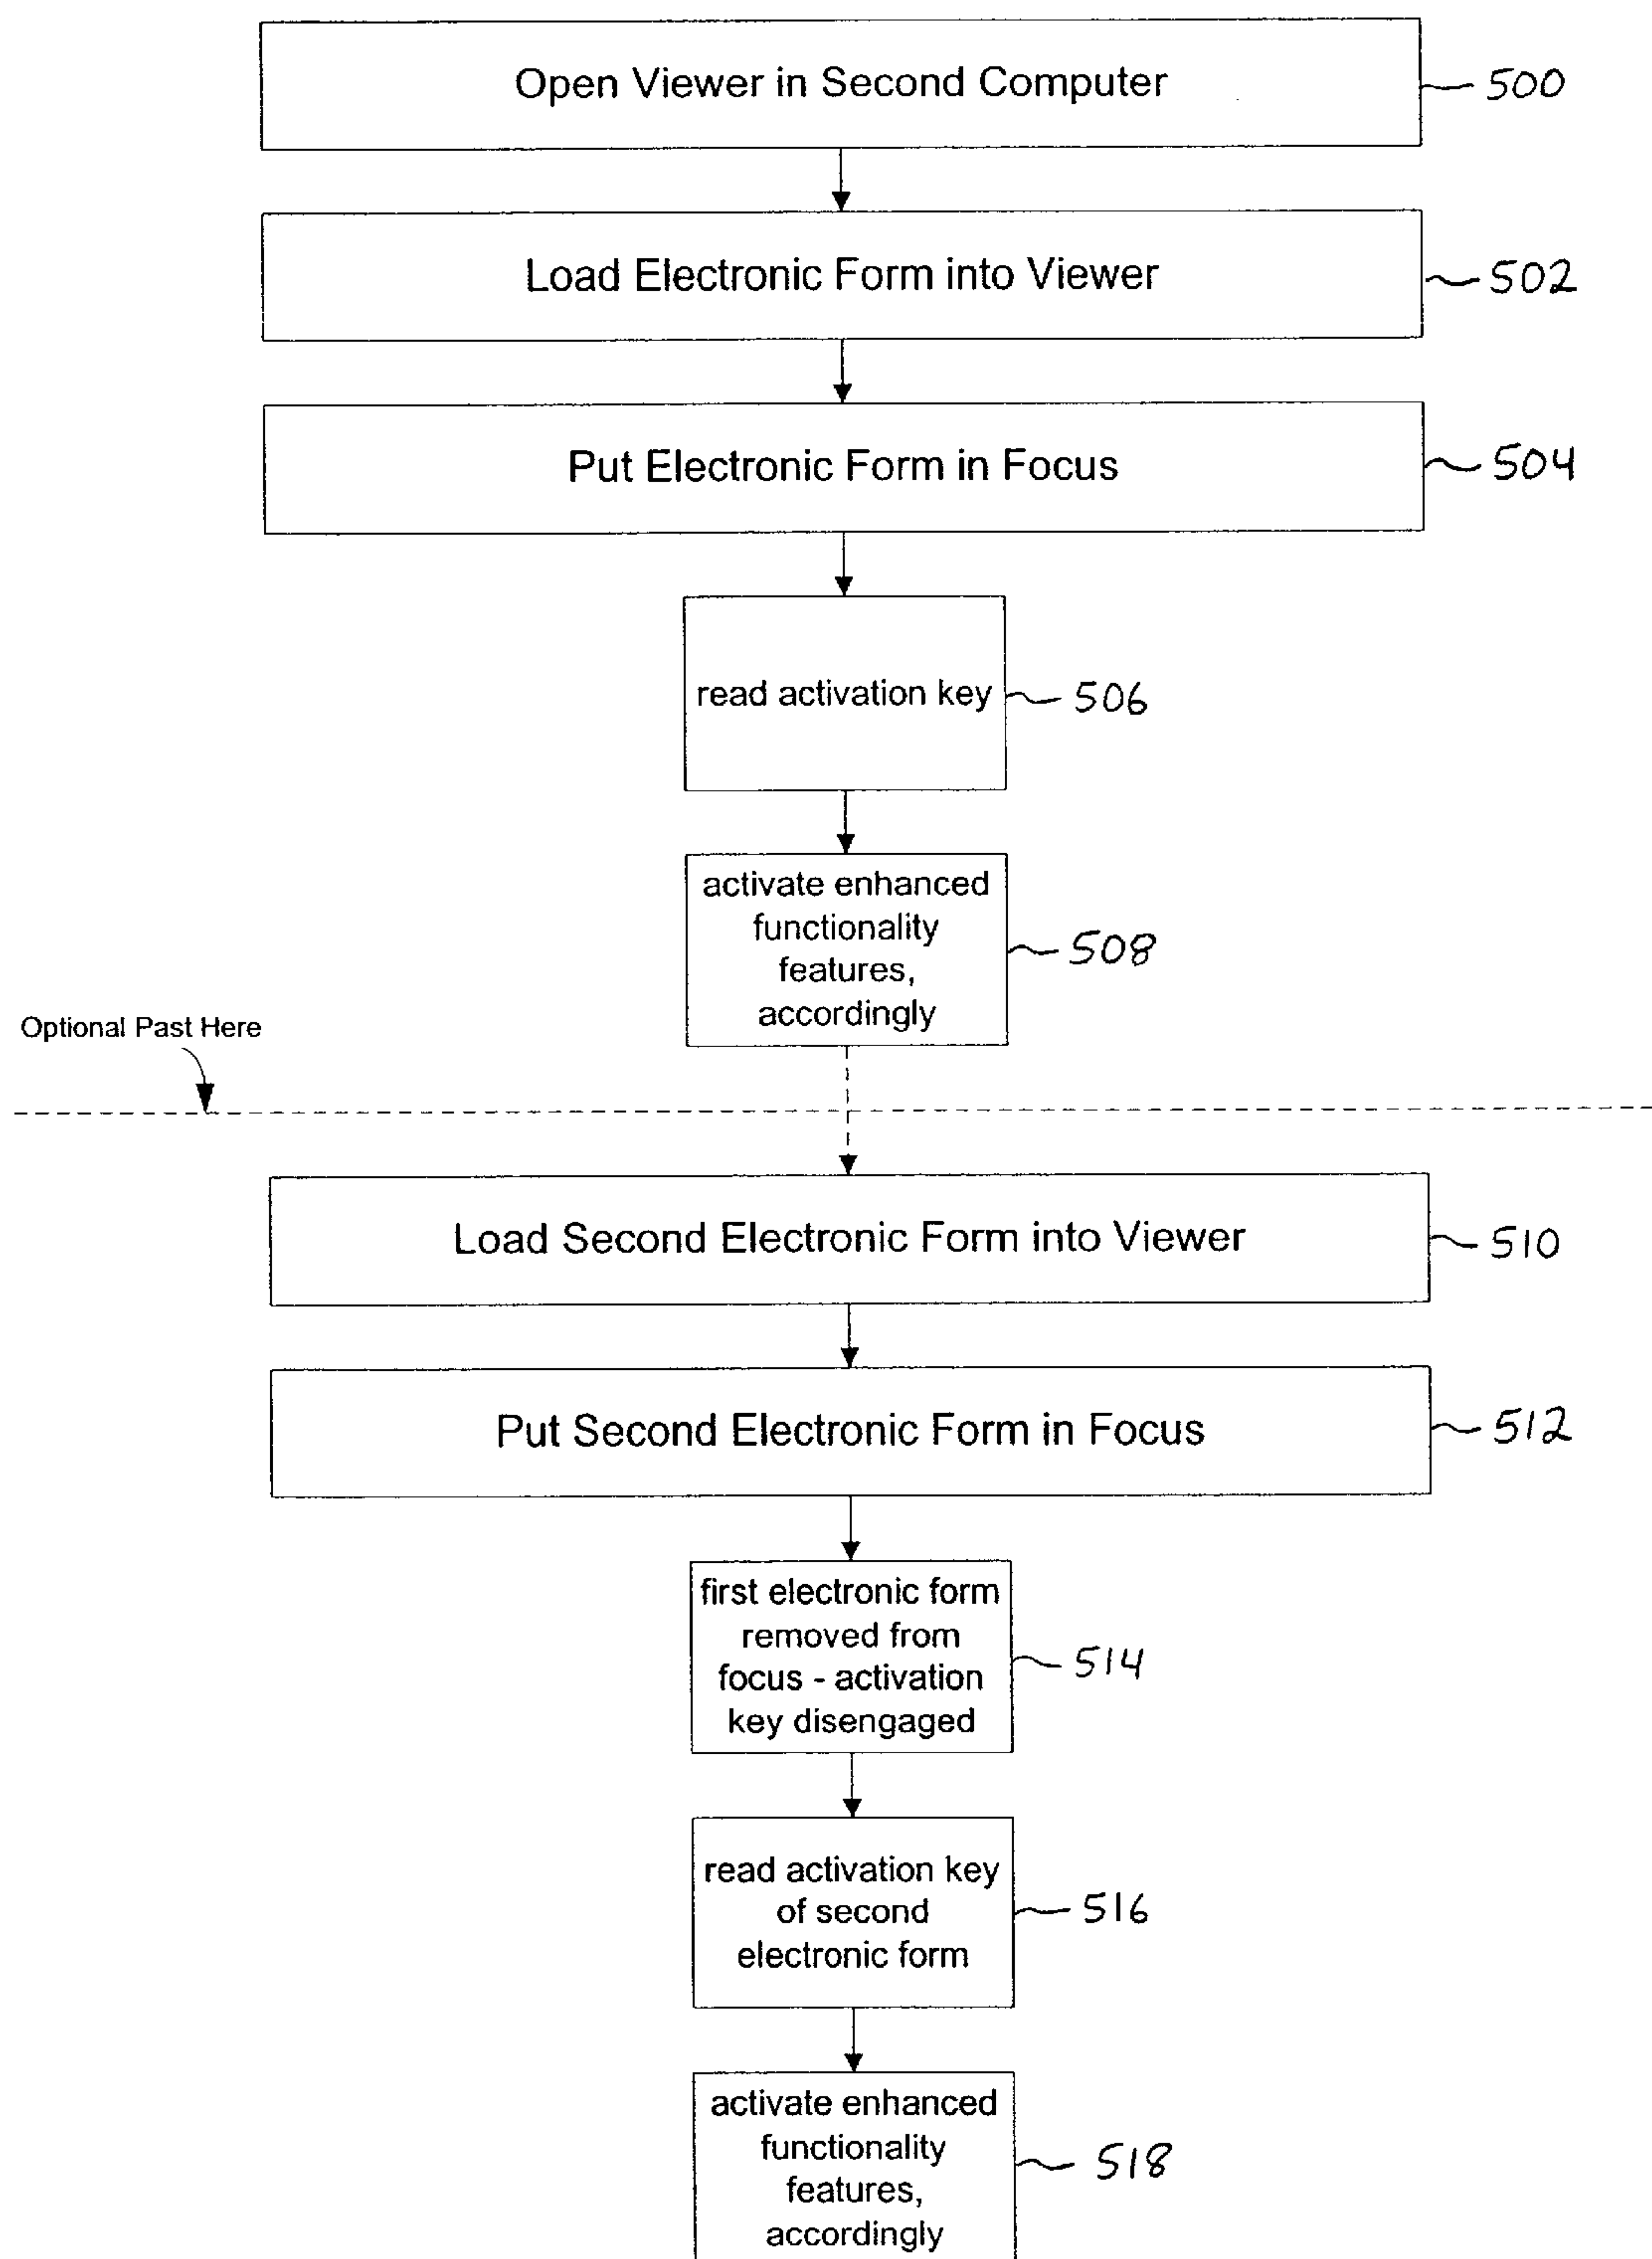 Open Viewer in Second Computer
500
Load Electronic Form into Viewer
502
Put Electronic Form in Focus
504
read activation key
506
activate enhanced
functionality
features,
accordingly
508
Optional Past Here
Load Second Electronic Form into Viewer
510
Put Second Electronic Form in Focus
512
first electronic form
removed from
focus - activation
key disengaged
514
read activation key
of second
electronic form
516
activate enhanced
functionality
features,
accordingly
518